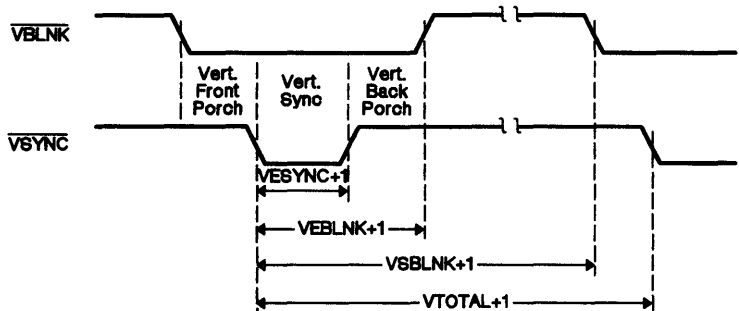 VBLNK
Vert.
Front
Porch
Vert.
Sync
Vert.
Back
Porch
VSYNC
VESYNC+1
VEBLNK+1
VSBLNK+1
VTOTAL+1